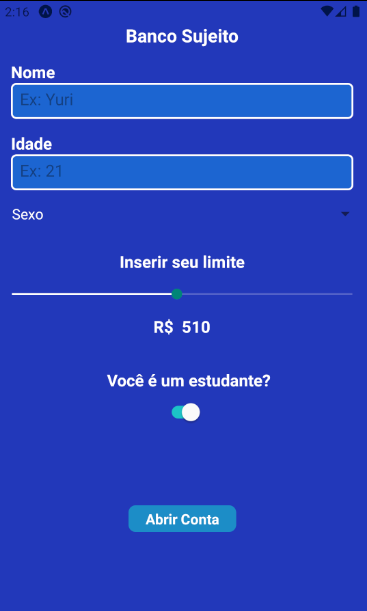 2:16
Banco Sujeito
Nome
Ex: Yuri
Idade
Ex: 21
Sexo
Inserir seu limite
R$ 510
Você é um estudante?
Abrir Conta